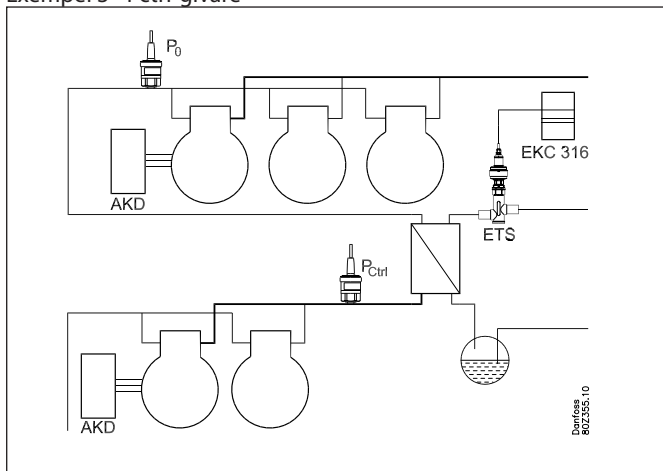 P0
AKD
EKC 316
ETS
PCtrl
AKD
Danfoss
80Z355.10